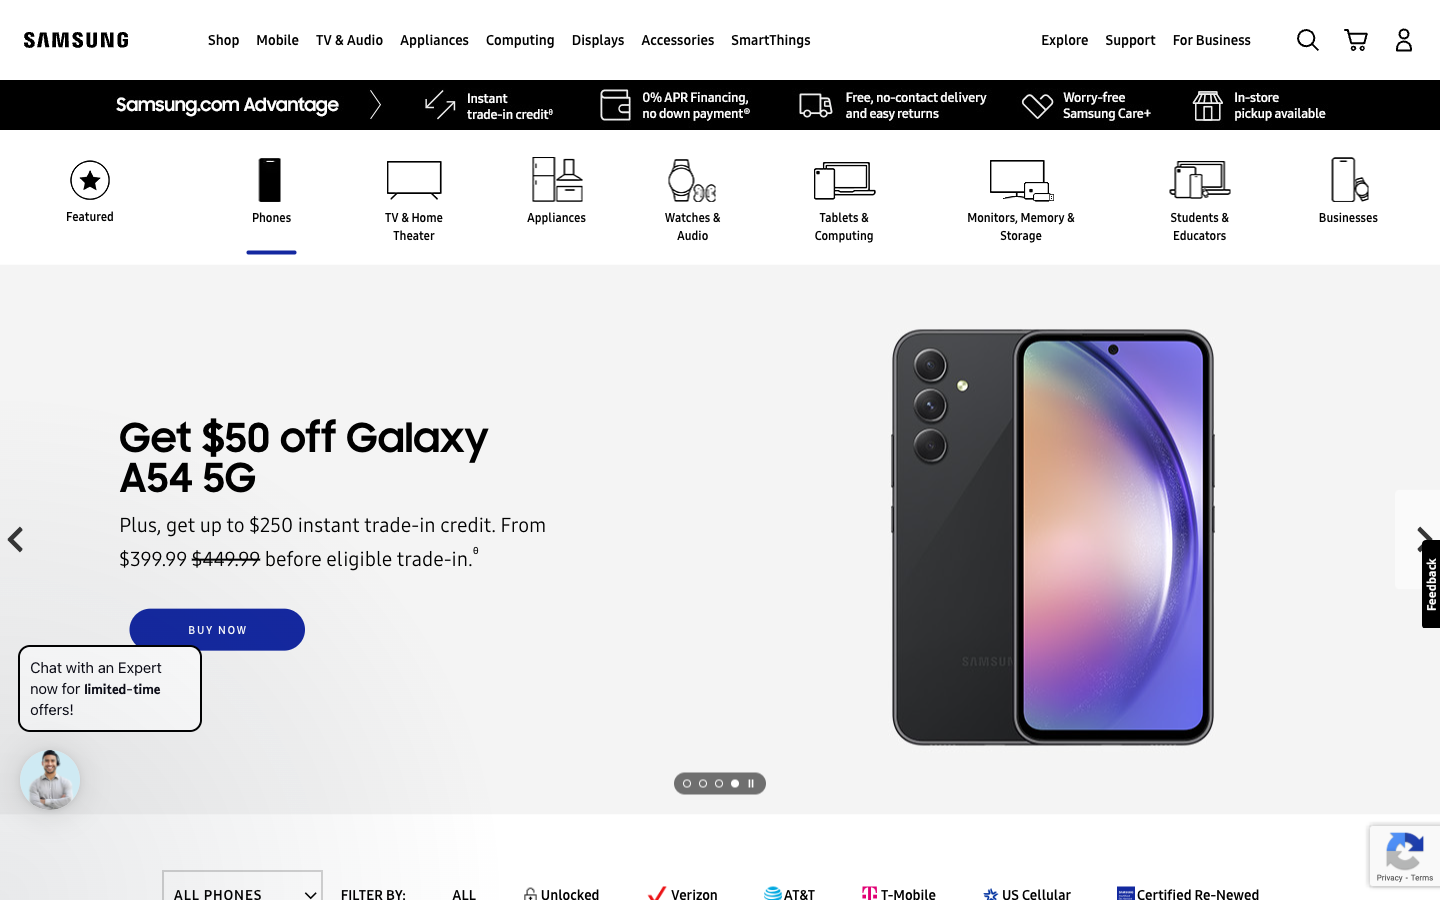 SAMSUNG
Shop Mobile TV & Audio Appliances Computing Displays Accessories SmartThings
Explore Support For Business
Samsung.com Advantage
Instant
trade-in creditθ
0% APR Financing,
no down payment®
Free, no-contact delivery
and easy returns
Worry-free
Samsung Care+
In-store
pickup available
Featured
Phones
TV & Home
Theater
Appliances
Watches &
Audio
Tablets &
Computing
Monitors, Memory &
Storage
Students &
Educators
Businesses
Get $50 off Galaxy
A54 5G
Plus, get up to $250 instant trade-in credit. From
$399.99 $449.99 before eligible trade-in.θ
BUY NOW
Feedback
Chat with an Expert
now for limited-time
offers!
SAMSUN
Privacy - Terms
ALL PHONES
FILTER BY:
ALL
Unlocked
Verizon
AT&T
T-Mobile
US Cellular
Certified Re-Newed